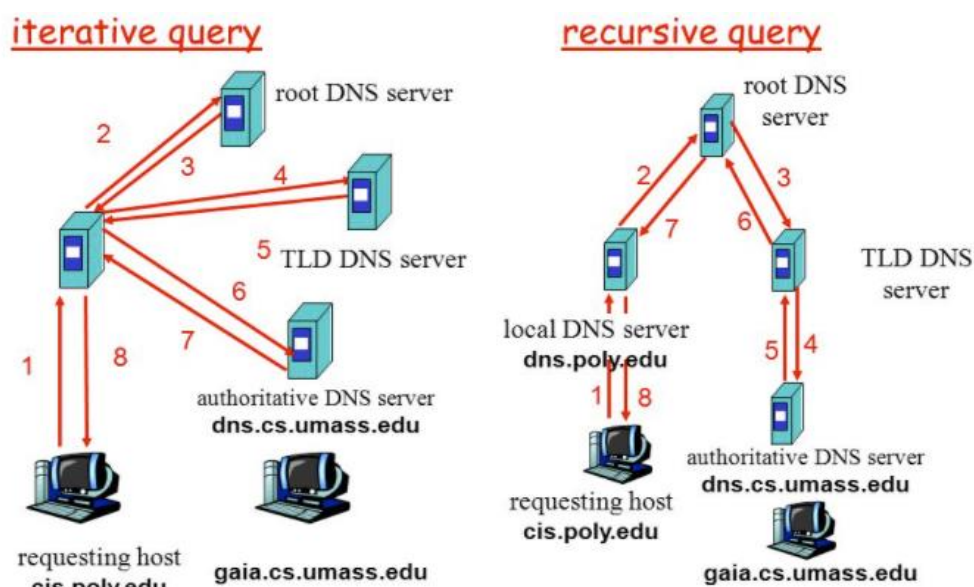 iterative query
root DNS server
2
3
4
5
TLD DNS server
6
7
1
8
authoritative DNS server
dns.cs.umass.edu
requesting host
cis.poly.edu
gaia.cs.umass.edu
recursive query
root DNS
server
2
3
7
6
TLD DNS
server
local DNS server
dns.poly.edu
5
4
1
8
authoritative DNS server
dns.cs.umass.edu
requesting host
cis.poly.edu
gaia.cs.umass.edu